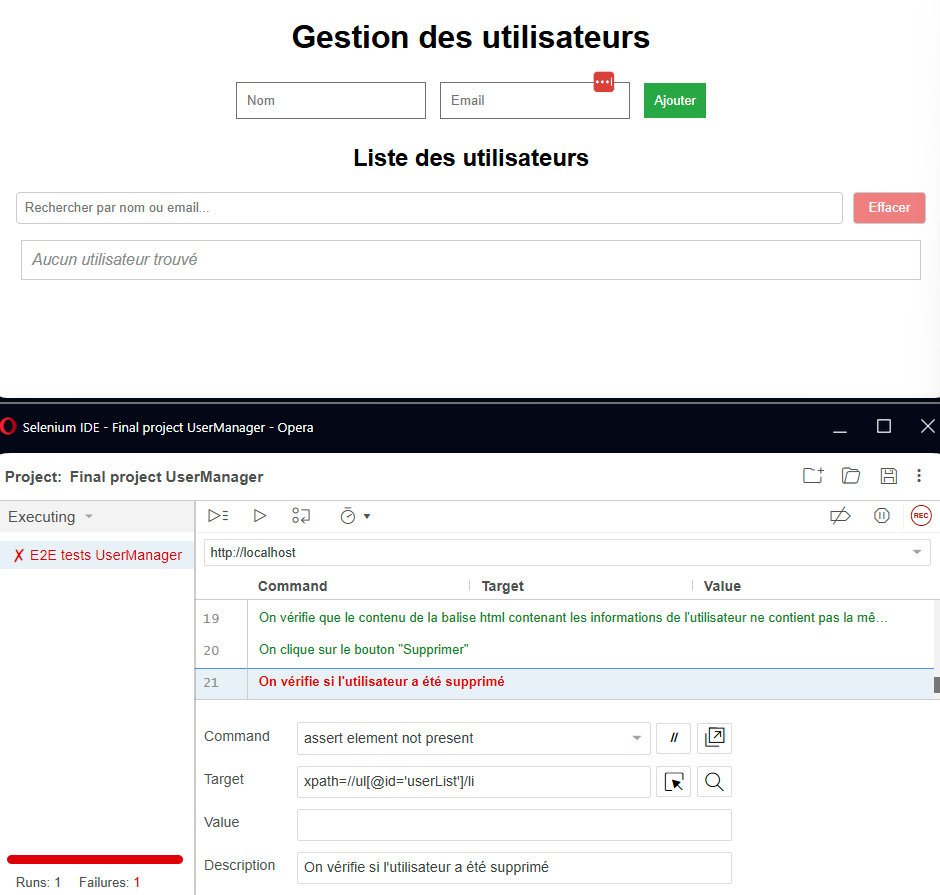 Gestion des utilisateurs
Nom
Email
Ajouter
Liste des utilisateurs
Rechercher par nom ou email...
Effacer
Aucun utilisateur trouvé
Selenium IDE - Final project UserManager - Opera
Project: Final project UserManager
Executing
REC
✗ E2E tests UserManager
http://localhost
Command Target Value
19 On vérifie que le contenu de la balise html contenant les informations de l'utilisateur ne contient pas la mê...
20 On clique sur le bouton "Supprimer"
21 On vérifie si l'utilisateur a été supprimé
Command assert element not present //
Target xpath=//ul[@id='userList']/li
Value
Description On vérifie si l'utilisateur a été supprimé
Runs: 1 Failures: 1